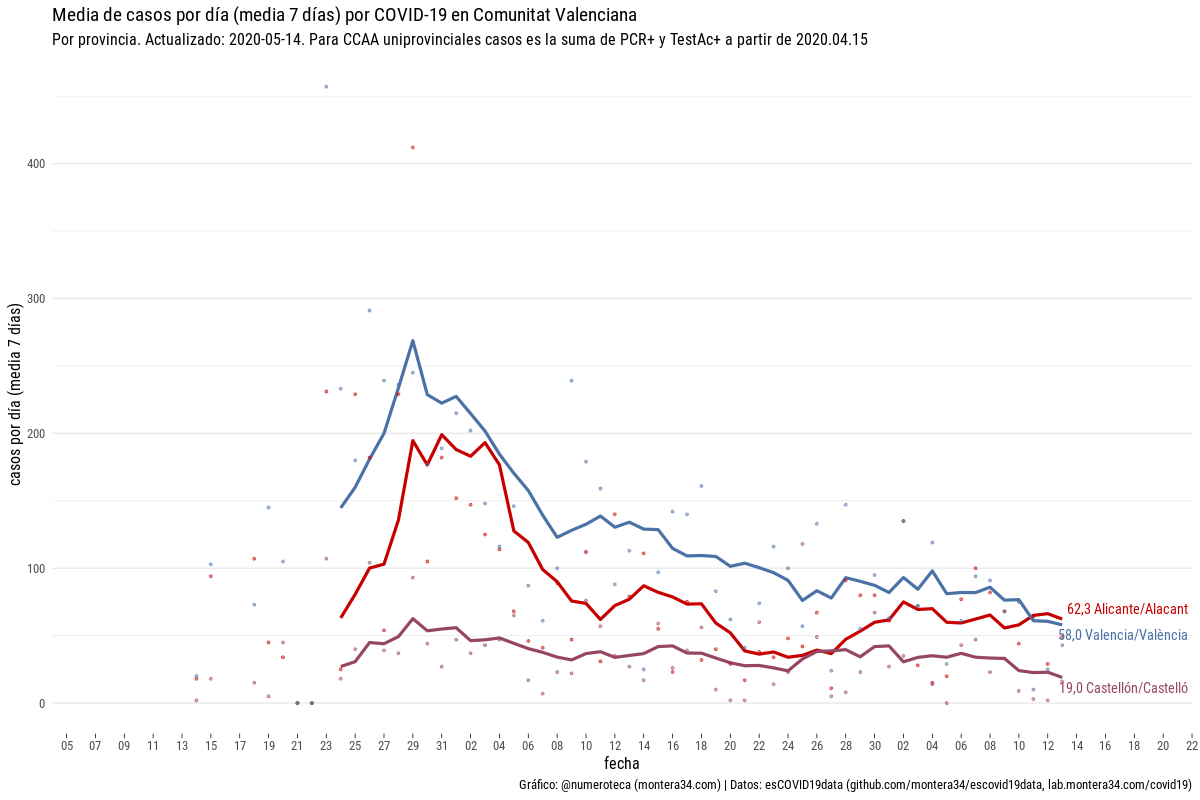 Media de casos por día (media 7 días) por COVID-19 en Comunitat Valenciana
Por provincia. Actualizado: 2020-05-14. Para CCAA uniprovinciales casos es la suma de PCR+ y TestAc+ a partir de 2020.04.15
casos por día (media 7 días)
400
300
200
100
0
62,3 Alicante/Alacant
58,0 Valencia/València
19,0 Castellón/Castelló
05 07 09 11 13 15 17 19 21 23 25 27 29 31 02 04 06 08 10 12 14 16 18 20 22 24 26 28 30 02 04 06 08 10 12 14 16 18 20 22
fecha
Gráfico: @numeroteca (montera34.com) | Datos: esCOVID19data (github.com/montera34/escovid19data, lab.montera34.com/covid19)